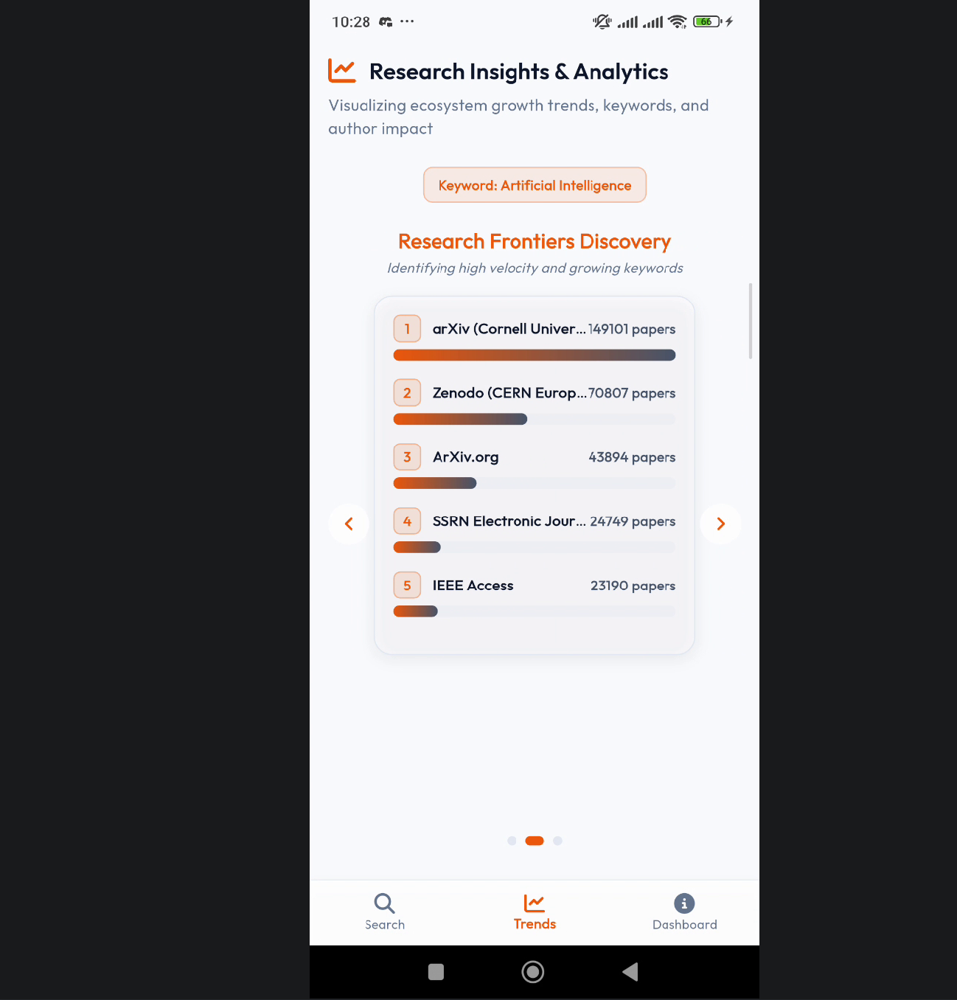 10:28
66
Research Insights & Analytics
Visualizing ecosystem growth trends, keywords, and
author impact
Keyword: Artificial Intelligence
Research Frontiers Discovery
Identifying high velocity and growing keywords
1 arXiv (Cornell Univer... 149101 papers
2 Zenodo (CERN Europ... 70807 papers
3 ArXiv.org 43894 papers
4 SSRN Electronic Jour... 24749 papers
5 IEEE Access 23190 papers
Search Trends Dashboard